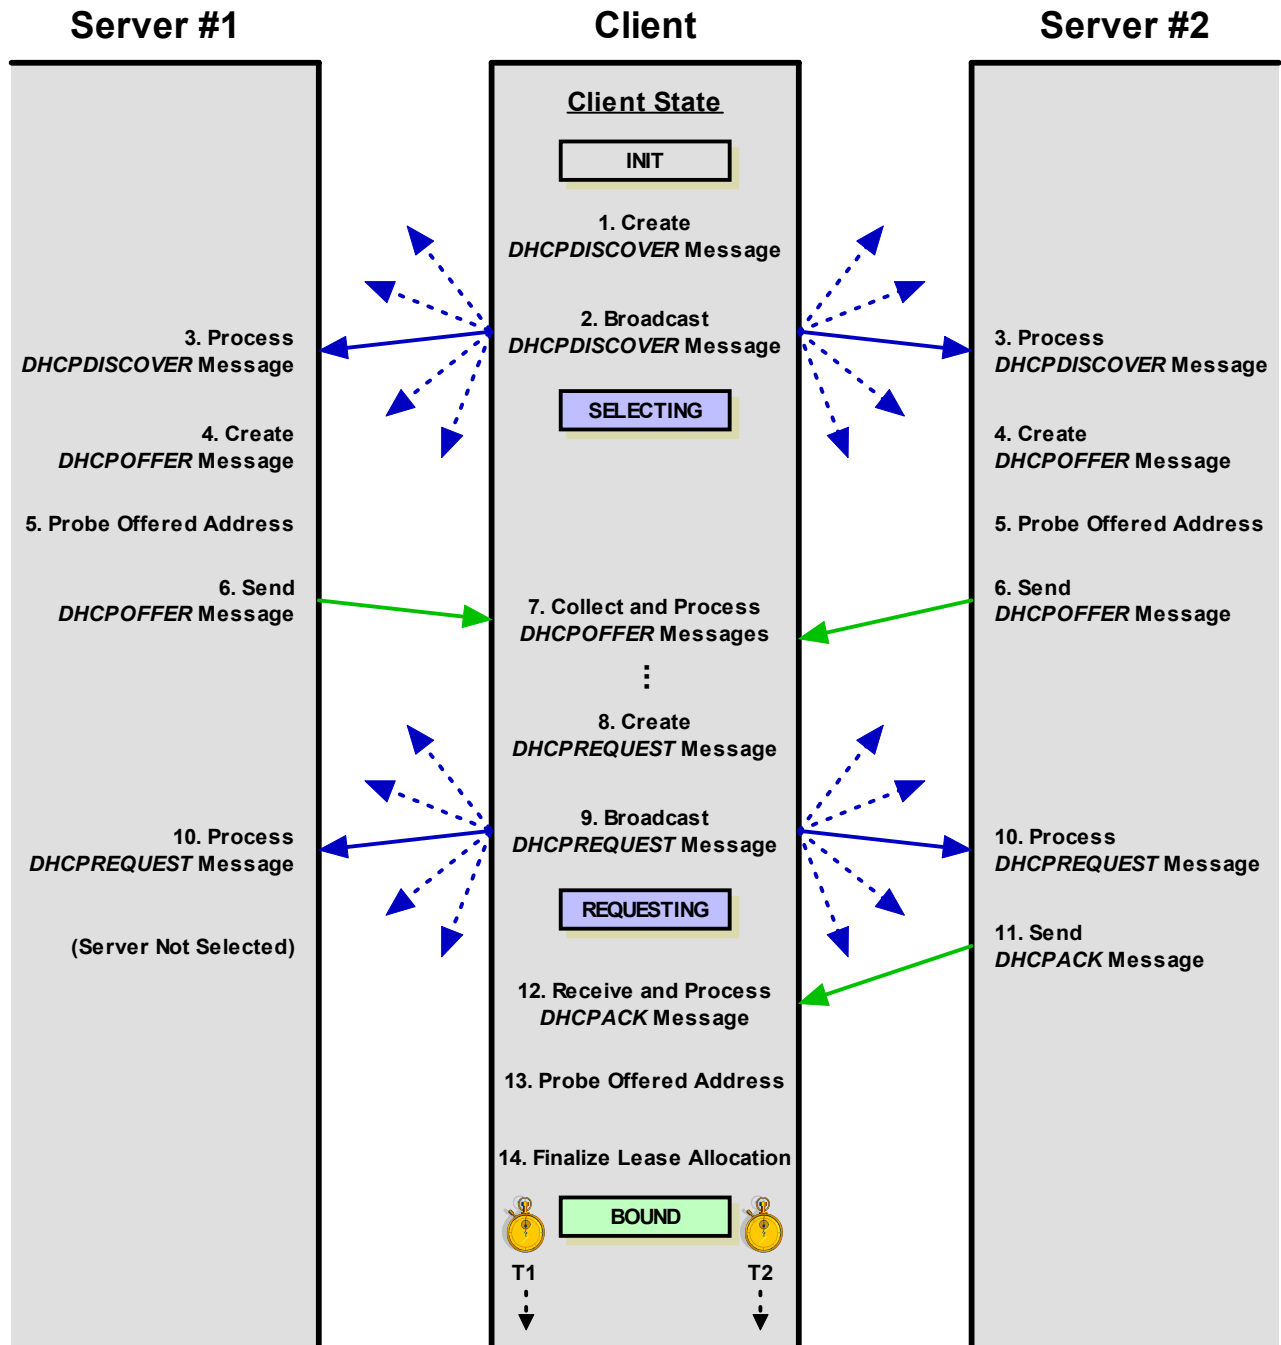 Server #1
Client
Server #2
Client State
INIT
1. Create
DHCPDISCOVER Message
2. Broadcast
DHCPDISCOVER Message
3. Process
DHCPDISCOVER Message
3. Process
DHCPDISCOVER Message
SELECTING
4. Create
DHCPOFFER Message
4. Create
DHCPOFFER Message
5. Probe Offered Address
5. Probe Offered Address
6. Send
DHCPOFFER Message
6. Send
DHCPOFFER Message
7. Collect and Process
DHCPOFFER Messages
8. Create
DHCPREQUEST Message
9. Broadcast
DHCPREQUEST Message
10. Process
DHCPREQUEST Message
10. Process
DHCPREQUEST Message
REQUESTING
(Server Not Selected)
11. Send
DHCPACK Message
12. Receive and Process
DHCPACK Message
13. Probe Offered Address
14. Finalize Lease Allocation
BOUND
T1
T2